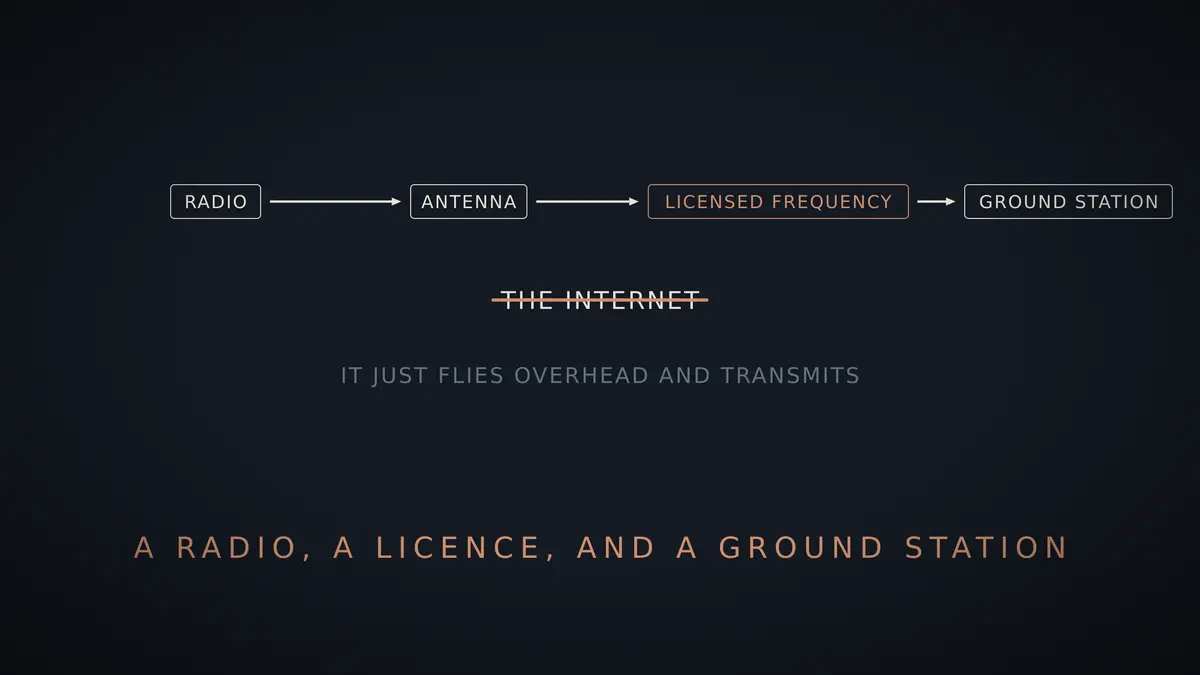 RADIO ANTENNA LICENSED FREQUENCY GROUND STATION
THE INTERNET
IT JUST FLIES OVERHEAD AND TRANSMITS
A RADIO, A LICENCE, AND A GROUND STATION